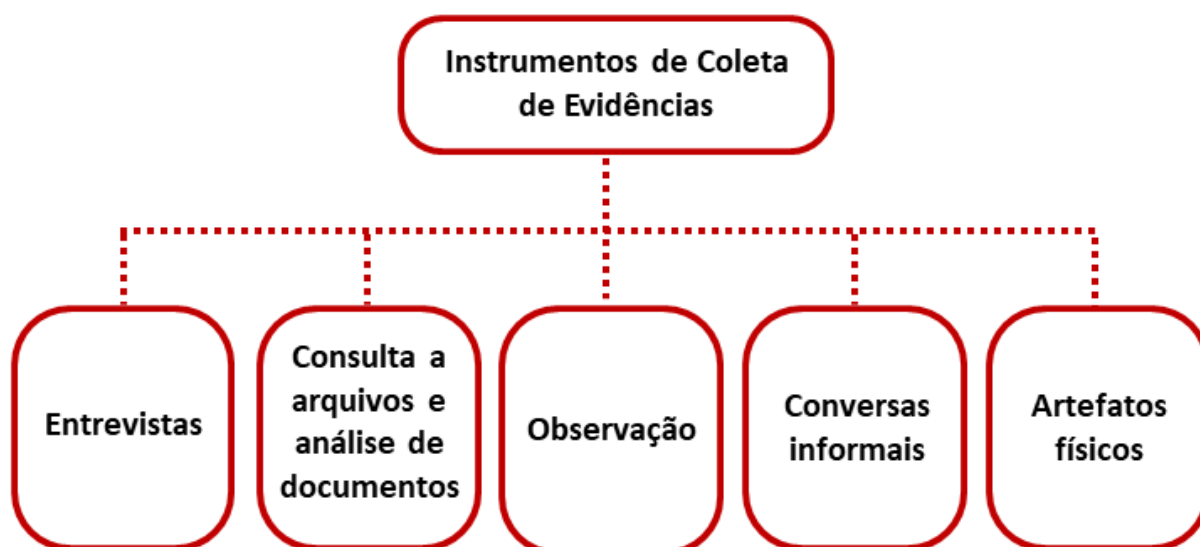 Instrumentos de Coleta
de Evidências
Entrevistas
Consulta a
arquivos e
análise de
documentos
Observação
Conversas
informais
Artefatos
físicos